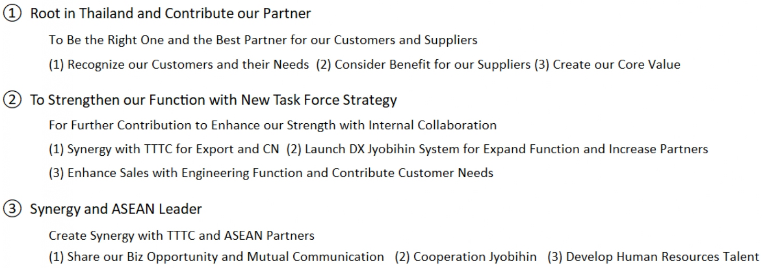 ① Root in Thailand and Contribute our Partner
To Be the Right One and the Best Partner for our Customers and Suppliers
(1) Recognize our Customers and their Needs (2) Consider Benefit for our Suppliers (3) Create our Core Value
② To Strengthen our Function with New Task Force Strategy
For Further Contribution to Enhance our Strength with Internal Collaboration
(1) Synergy with TTTC for Export and CN (2) Launch DX Jyobihin System for Expand Function and Increase Partners
(3) Enhance Sales with Engineering Function and Contribute Customer Needs
③ Synergy and ASEAN Leader
Create Synergy with TTTC and ASEAN Partners
(1) Share our Biz Opportunity and Mutual Communication (2) Cooperation Jyobihin (3) Develop Human Resources Talent